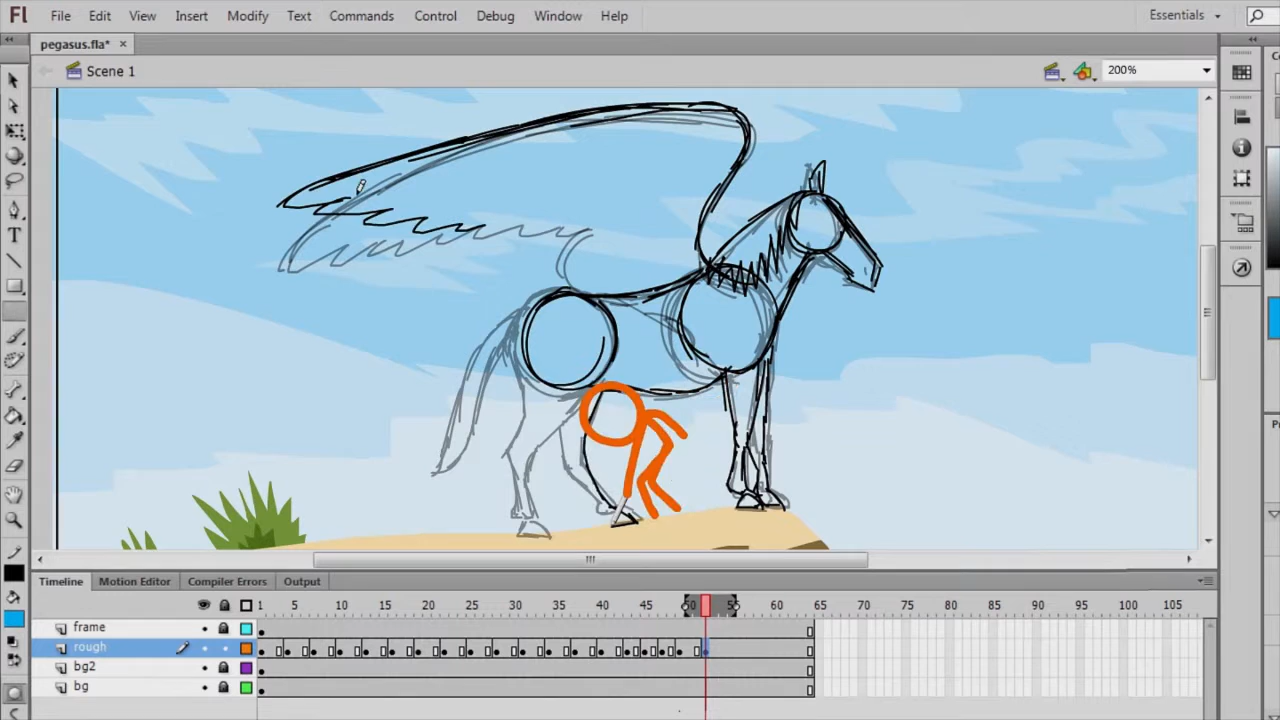 Fl File Edit View Insert Modify Text Commands Control Debug Window Help Essentials
pegasus.fla*
Scene 1 200%
Timeline Motion Editor Compiler Errors Output
1 5 10 15 20 25 30 35 40 45 50 55 60 65 70 75 80 85 90 95 100 105
frame
rough
bg2
bg